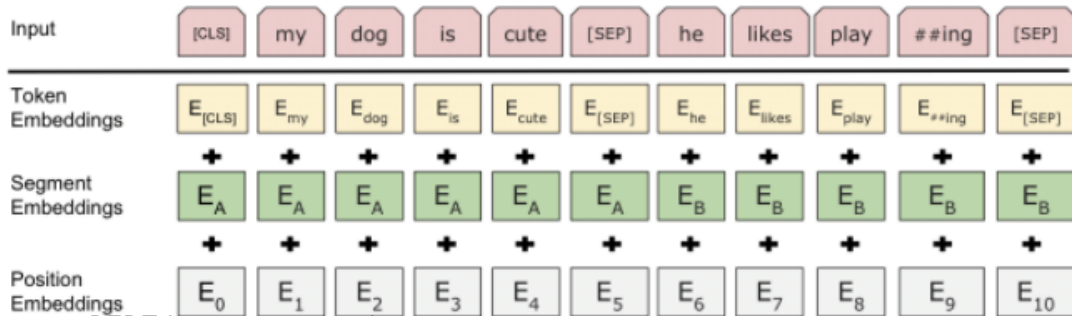 Input [CLS] my dog is cute [SEP] he likes play ##ing [SEP]
Token
Embeddings E[CLS] Emy Edog Eis Ecute E[SEP] Ehe Elikes Eplay E##ing E[SEP]
+ + + + + + + + + + +
Segment
Embeddings EA EA EA EA EA EA EB EB EB EB EB
+ + + + + + + + + + +
Position
Embeddings E0 E1 E2 E3 E4 E5 E6 E7 E8 E9 E10